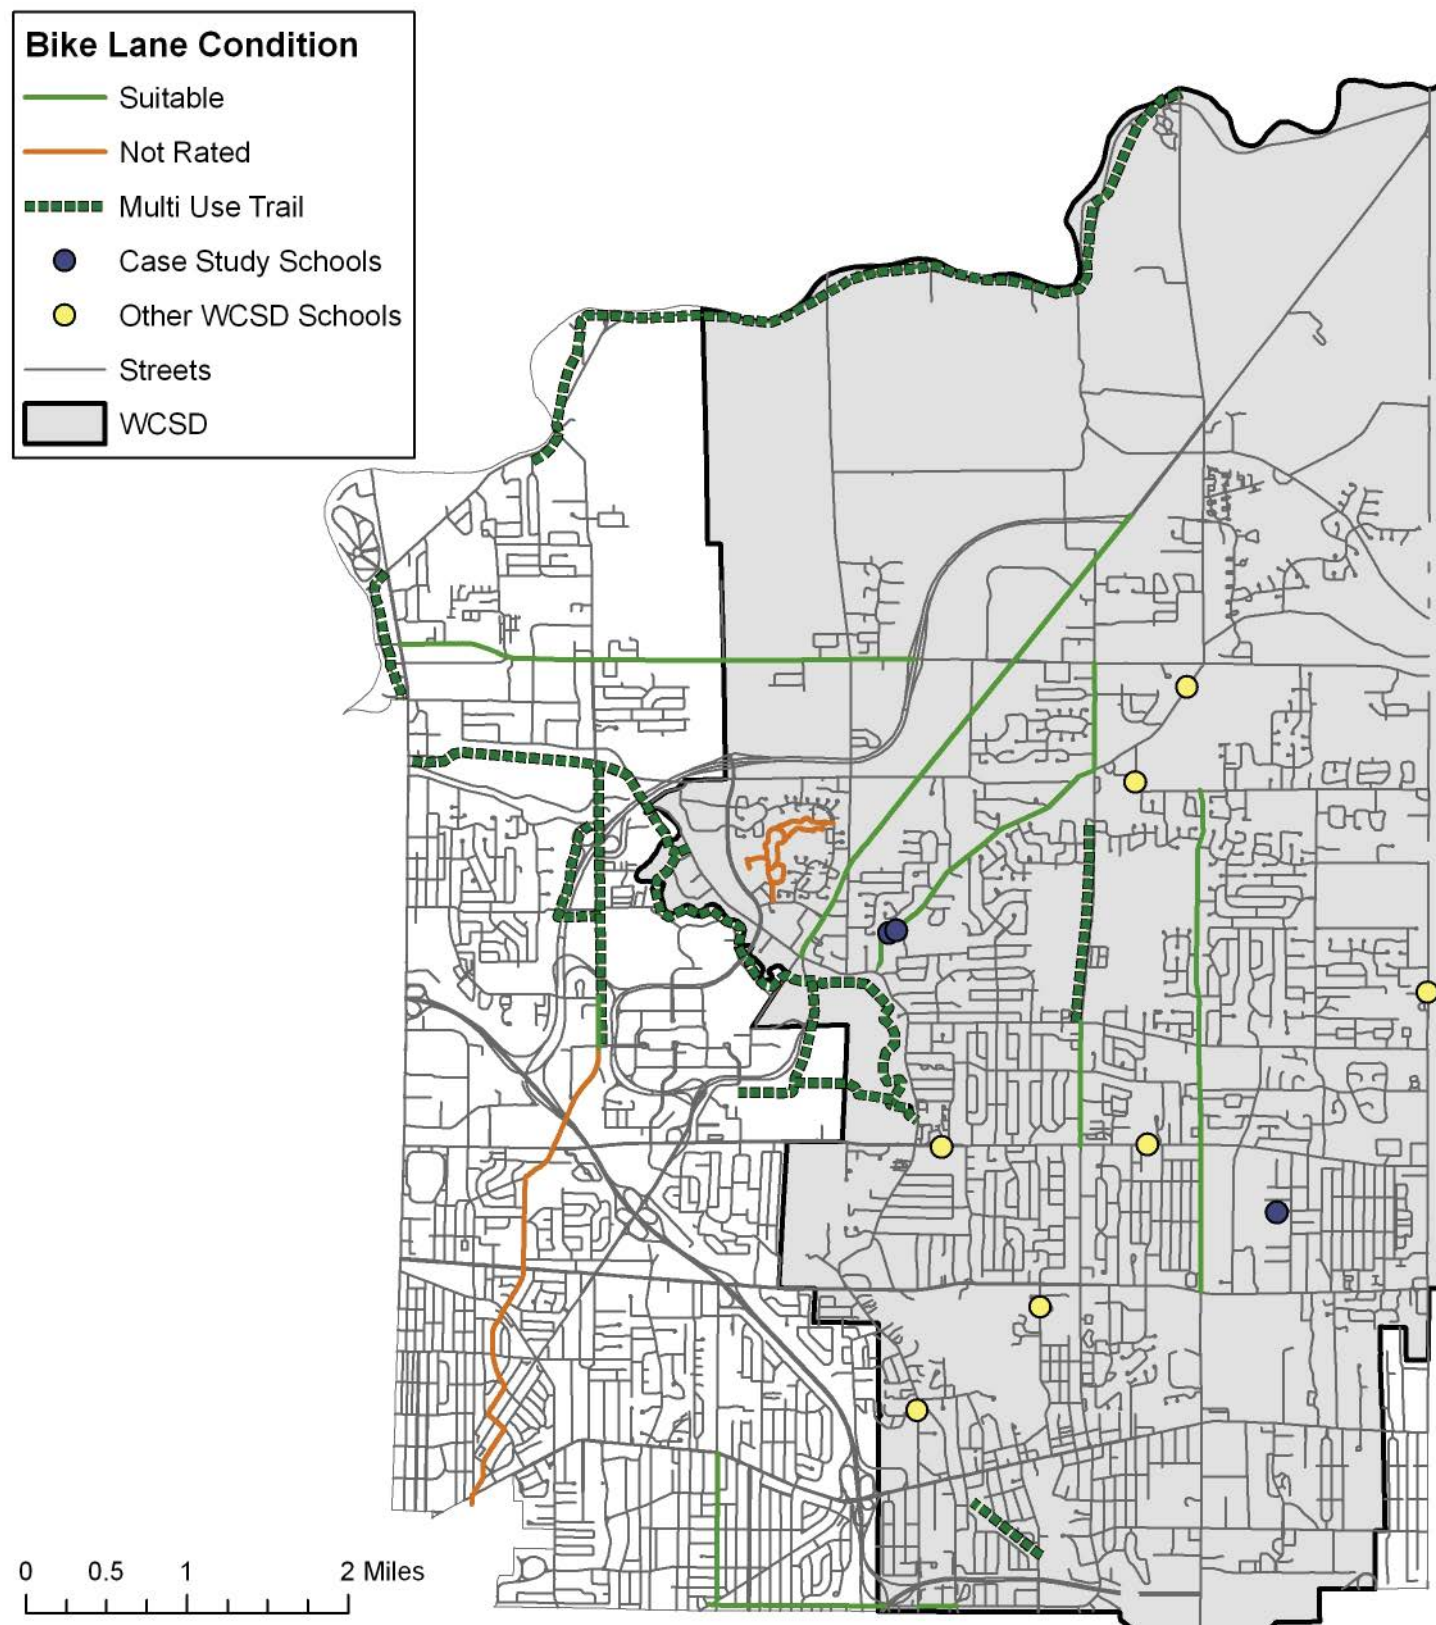 Bike Lane Condition
Suitable
Not Rated
Multi Use Trail
Case Study Schools
Other WCSD Schools
Streets
WCSD
0 0.5 1 2 Miles